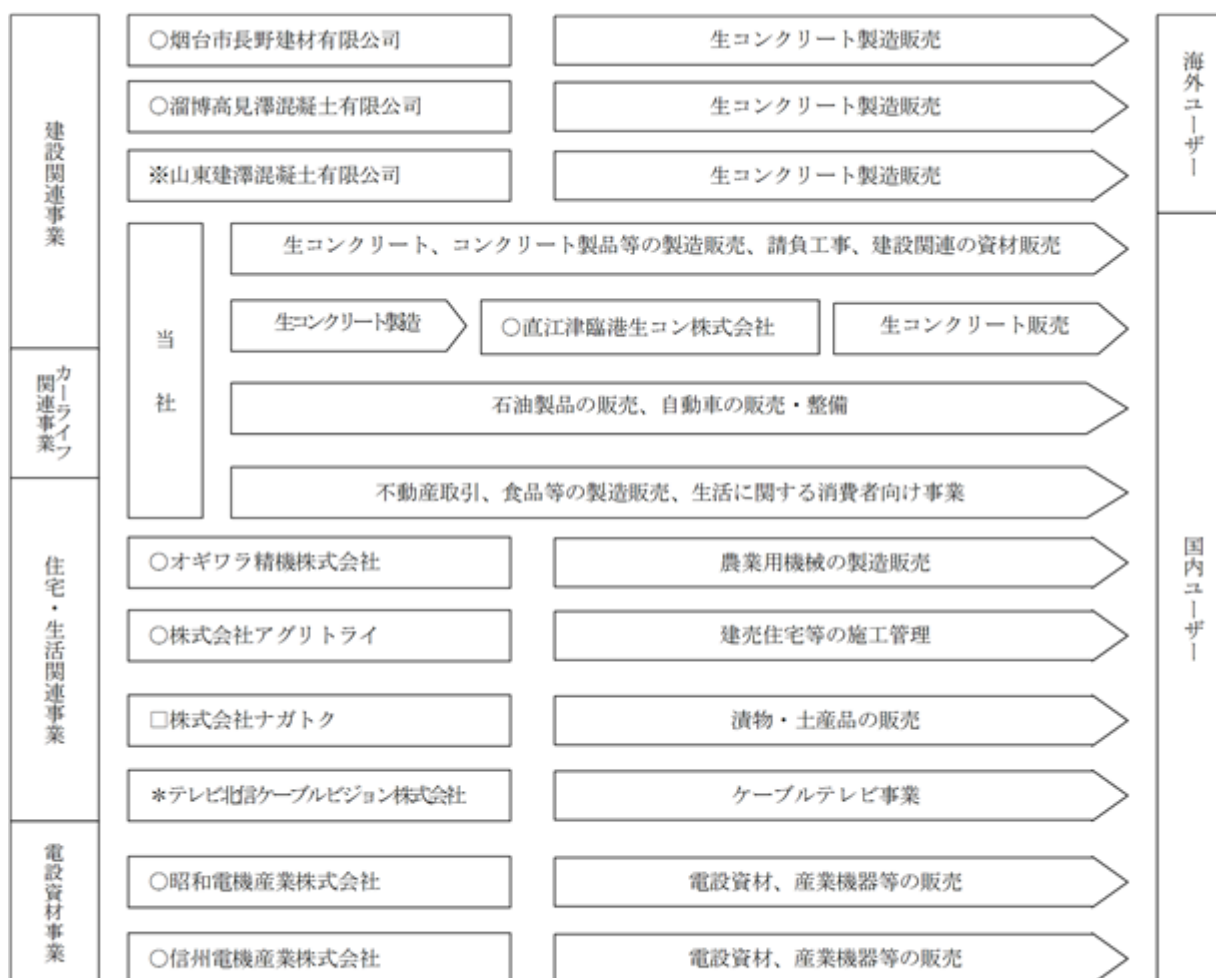 建設関連事業
○烟台市長野建材有限公司
生コンクリート製造販売
○淄博高見澤混凝土有限公司
生コンクリート製造販売
※山東建澤混凝土有限公司
生コンクリート製造販売
海外ユーザー
当社
生コンクリート、コンクリート製品等の製造販売、請負工事、建設関連の資材販売
生コンクリート製造
○直江津臨港生コン株式会社
生コンクリート販売
カーライフ
関連事業
石油製品の販売、自動車の販売・整備
不動産取引、食品等の製造販売、生活に関する消費者向け事業
住宅・生活関連事業
○オギワラ精機株式会社
農業用機械の製造販売
○株式会社アグリトライ
建売住宅等の施工管理
□株式会社ナガトク
漬物・土産品の販売
*テレビ北信ケーブルビジョン株式会社
ケーブルテレビ事業
国内ユーザー
電設資材事業
○昭和電機産業株式会社
電設資材、産業機器等の販売
○信州電機産業株式会社
電設資材、産業機器等の販売